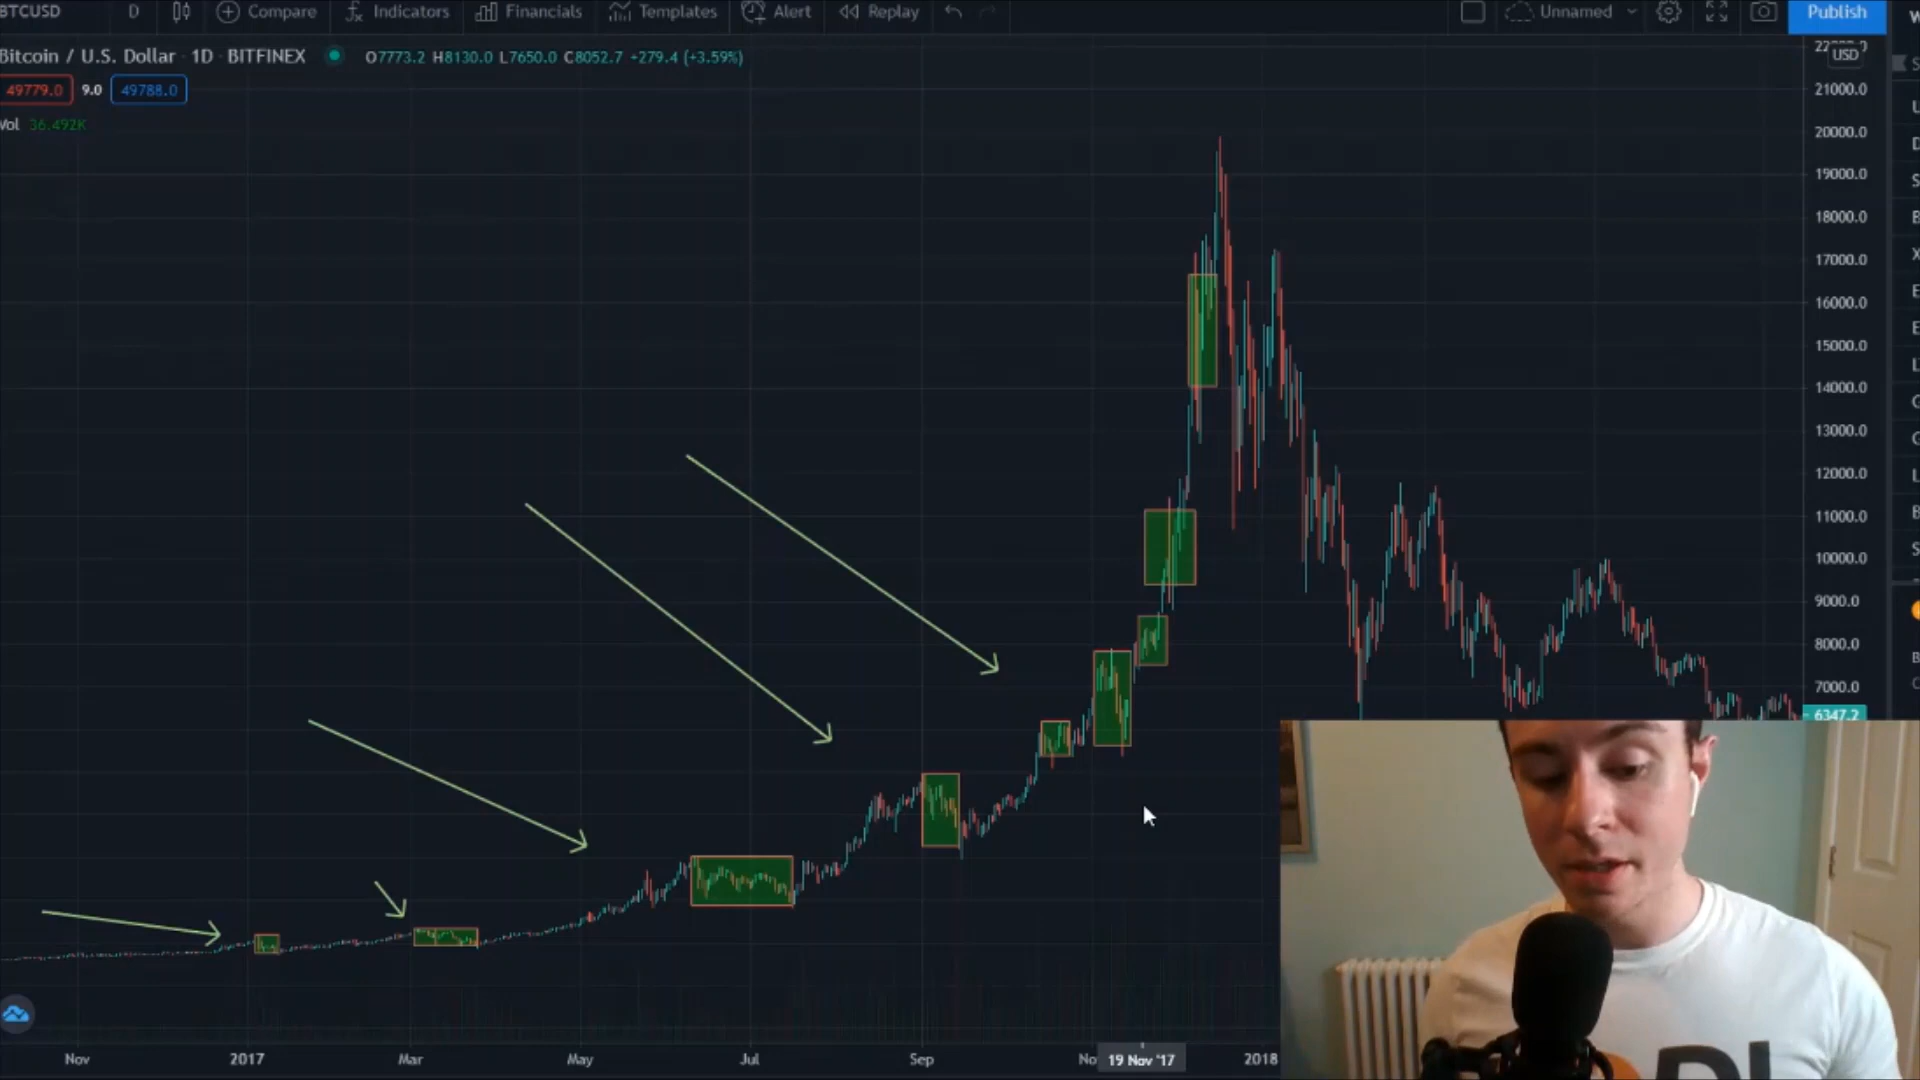 BTCUSD
D
Compare
Indicators
Financials
Templates
Alert
Replay
Unnamed
Publish
Bitcoin / U.S. Dollar · 1D · BITFINEX
O7773.2 H8130.0 L7650.0 C8052.7 +279.4 (+3.59%)
49779.0
9.0
49788.0
Vol 36.492K
USD
21000.0
20000.0
19000.0
18000.0
17000.0
16000.0
15000.0
14000.0
13000.0
12000.0
11000.0
10000.0
9000.0
8000.0
7000.0
6347.2
Nov
2017
Mar
May
Jul
Sep
19 Nov '17
2018